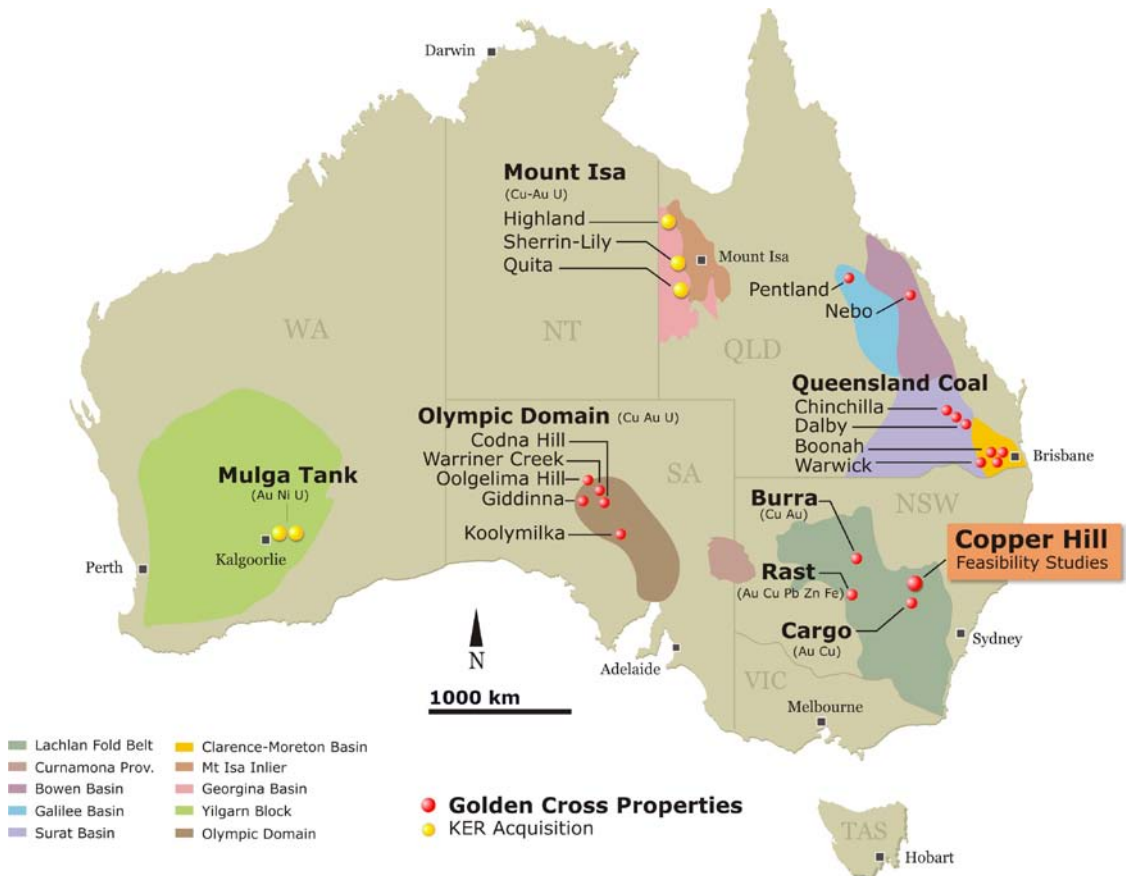 Darwin
Mount Isa
(Cu-Au U)
Highland
Sherrin-Lily
Quita
Mount Isa
Pentland
Nebo
WA
NT
QLD
Queensland Coal
Chinchilla
Dalby
Boonah
Warwick
Brisbane
Olympic Domain (Cu Au U)
Codna Hill
Warriner Creek
Oolgelima Hill
Giddinna
Koolymilka
SA
Mulga Tank
(Au Ni U)
Kalgoorlie
Perth
NSW
Burra
(Cu Au)
Copper Hill
Feasibility Studies
Rast
(Au Cu Pb Zn Fe)
Cargo
(Au Cu)
Sydney
Adelaide
N
1000 km
VIC
Melbourne
Lachlan Fold Belt
Curnamona Prov.
Bowen Basin
Galilee Basin
Surat Basin
Clarence-Moreton Basin
Mt Isa Inlier
Georgina Basin
Yilgarn Block
Olympic Domain
Golden Cross Properties
KER Acquisition
TAS
Hobart